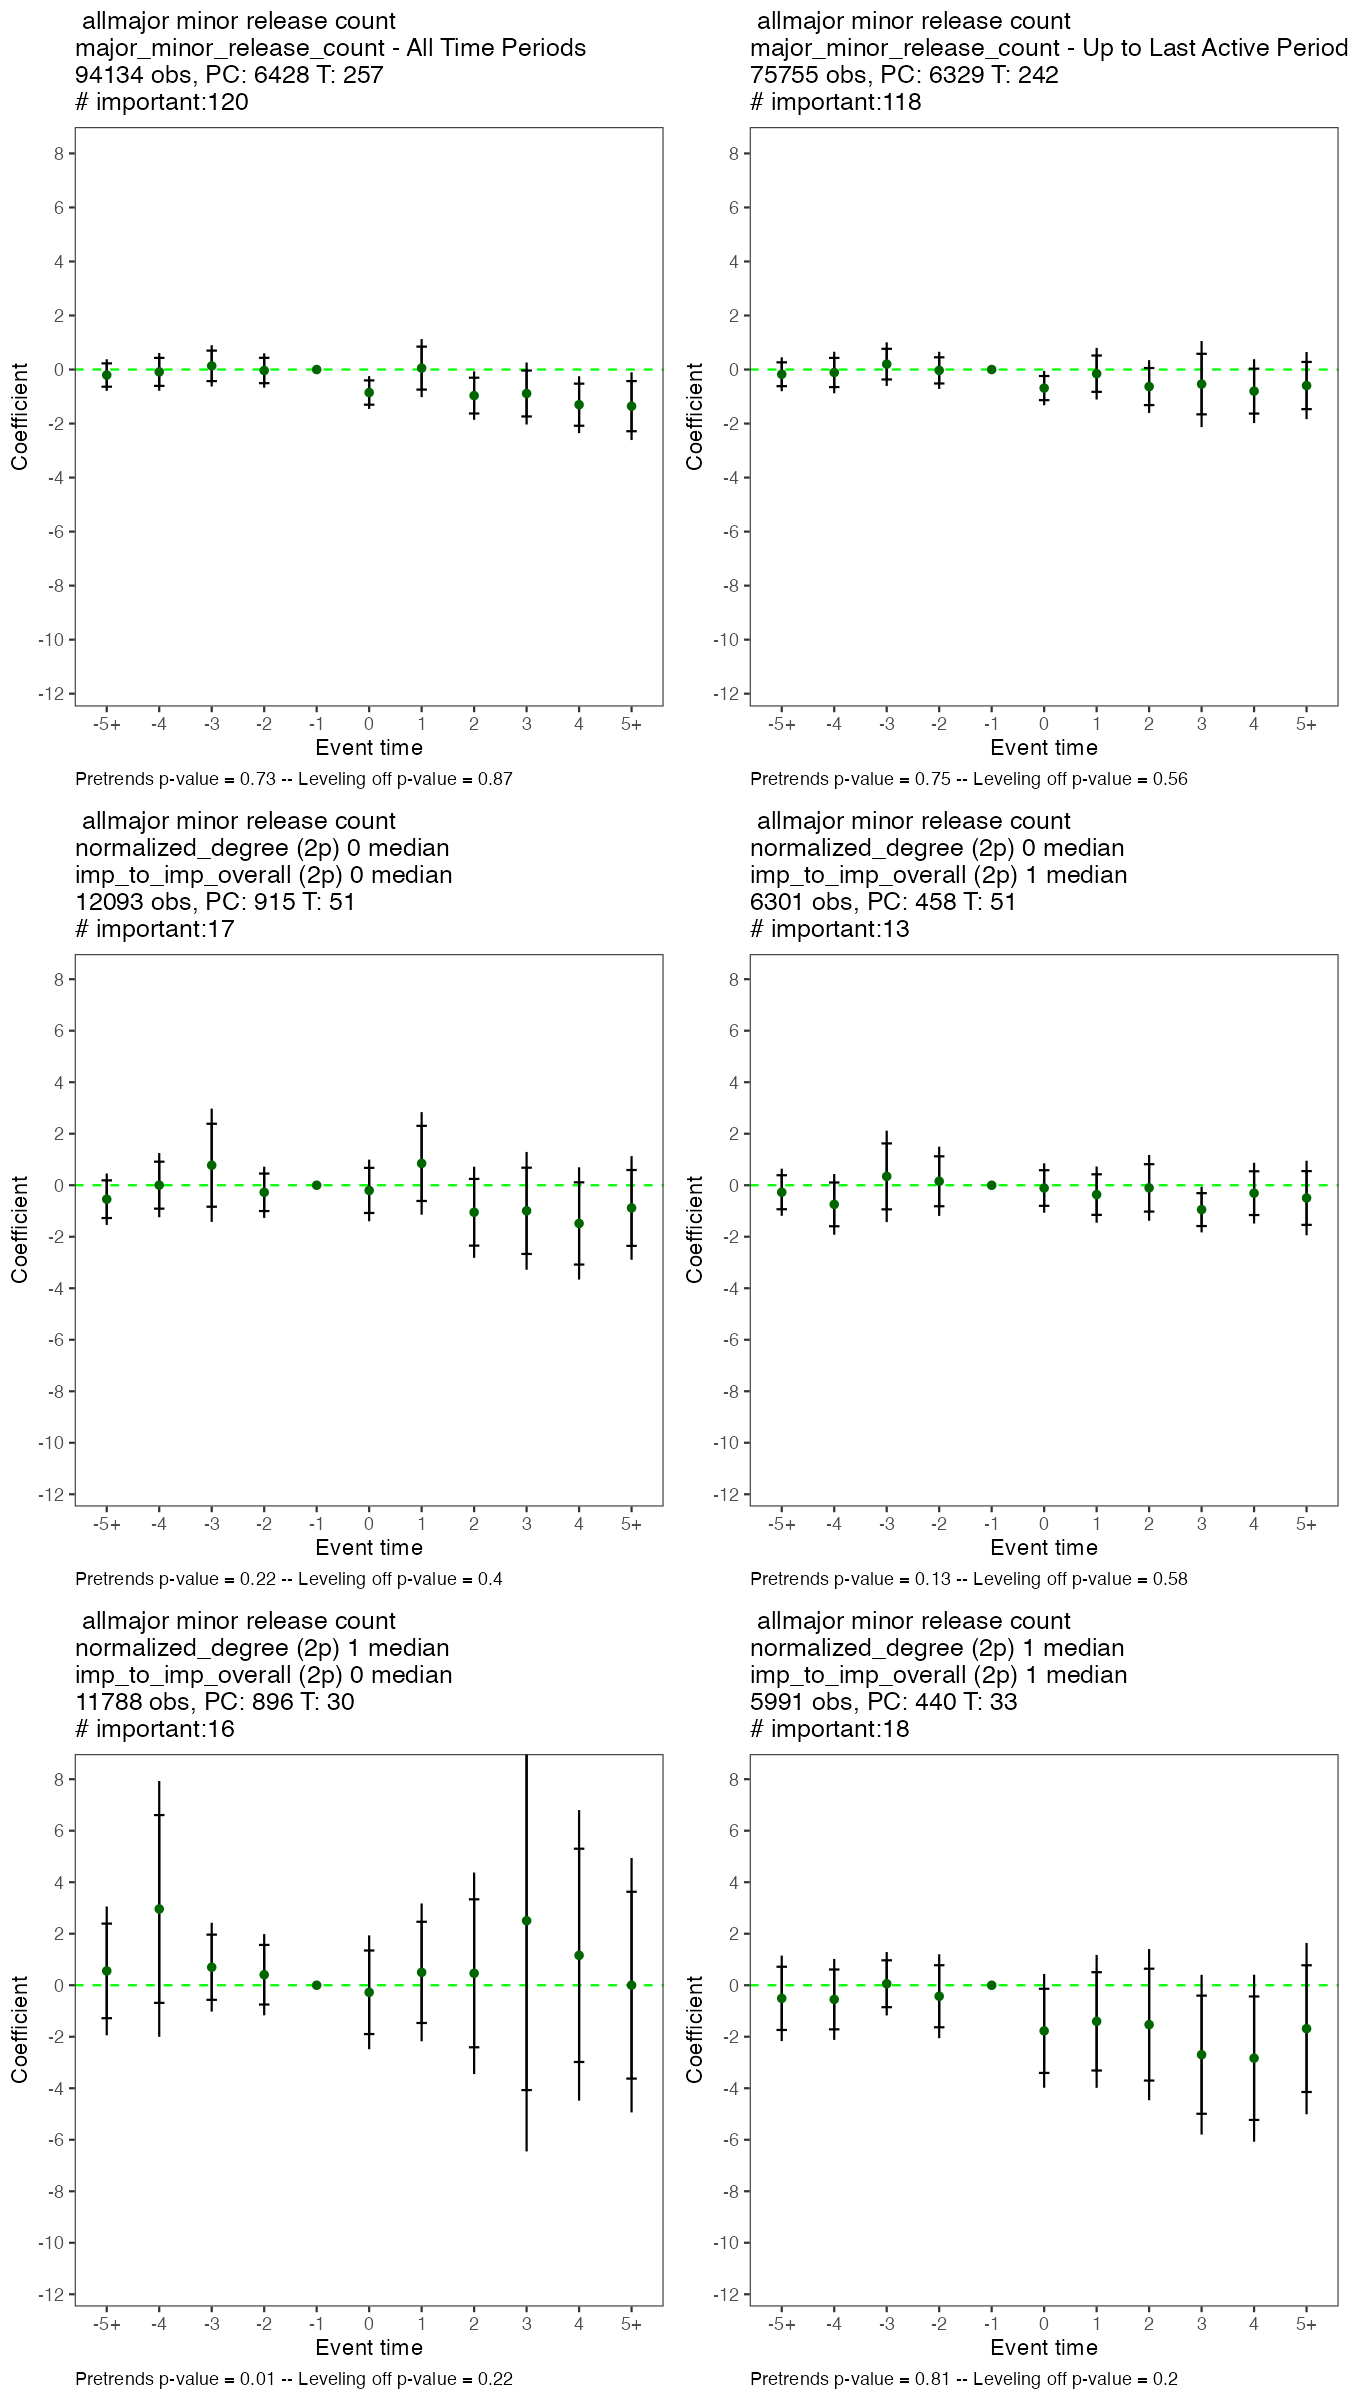 allmajor minor release count
major_minor_release_count - All Time Periods
94134 obs, PC: 6428 T: 257
# important:120
8
6
4
2
0
-2
-4
-6
-8
-10
-12
Coefficient
-5+ -4 -3 -2 -1 0 1 2 3 4 5+
Event time
Pretrends p-value = 0.73 -- Leveling off p-value = 0.87
allmajor minor release count
major_minor_release_count - Up to Last Active Period
75755 obs, PC: 6329 T: 242
# important:118
8
6
4
2
0
-2
-4
-6
-8
-10
-12
Coefficient
-5+ -4 -3 -2 -1 0 1 2 3 4 5+
Event time
Pretrends p-value = 0.75 -- Leveling off p-value = 0.56
allmajor minor release count
normalized_degree (2p) 0 median
imp_to_imp_overall (2p) 0 median
12093 obs, PC: 915 T: 51
# important:17
8
6
4
2
0
-2
-4
-6
-8
-10
-12
Coefficient
-5+ -4 -3 -2 -1 0 1 2 3 4 5+
Event time
Pretrends p-value = 0.22 -- Leveling off p-value = 0.4
allmajor minor release count
normalized_degree (2p) 0 median
imp_to_imp_overall (2p) 1 median
6301 obs, PC: 458 T: 51
# important:13
8
6
4
2
0
-2
-4
-6
-8
-10
-12
Coefficient
-5+ -4 -3 -2 -1 0 1 2 3 4 5+
Event time
Pretrends p-value = 0.13 -- Leveling off p-value = 0.58
allmajor minor release count
normalized_degree (2p) 1 median
imp_to_imp_overall (2p) 0 median
11788 obs, PC: 896 T: 30
# important:16
8
6
4
2
0
-2
-4
-6
-8
-10
-12
Coefficient
-5+ -4 -3 -2 -1 0 1 2 3 4 5+
Event time
Pretrends p-value = 0.01 -- Leveling off p-value = 0.22
allmajor minor release count
normalized_degree (2p) 1 median
imp_to_imp_overall (2p) 1 median
5991 obs, PC: 440 T: 33
# important:18
8
6
4
2
0
-2
-4
-6
-8
-10
-12
Coefficient
-5+ -4 -3 -2 -1 0 1 2 3 4 5+
Event time
Pretrends p-value = 0.81 -- Leveling off p-value = 0.2